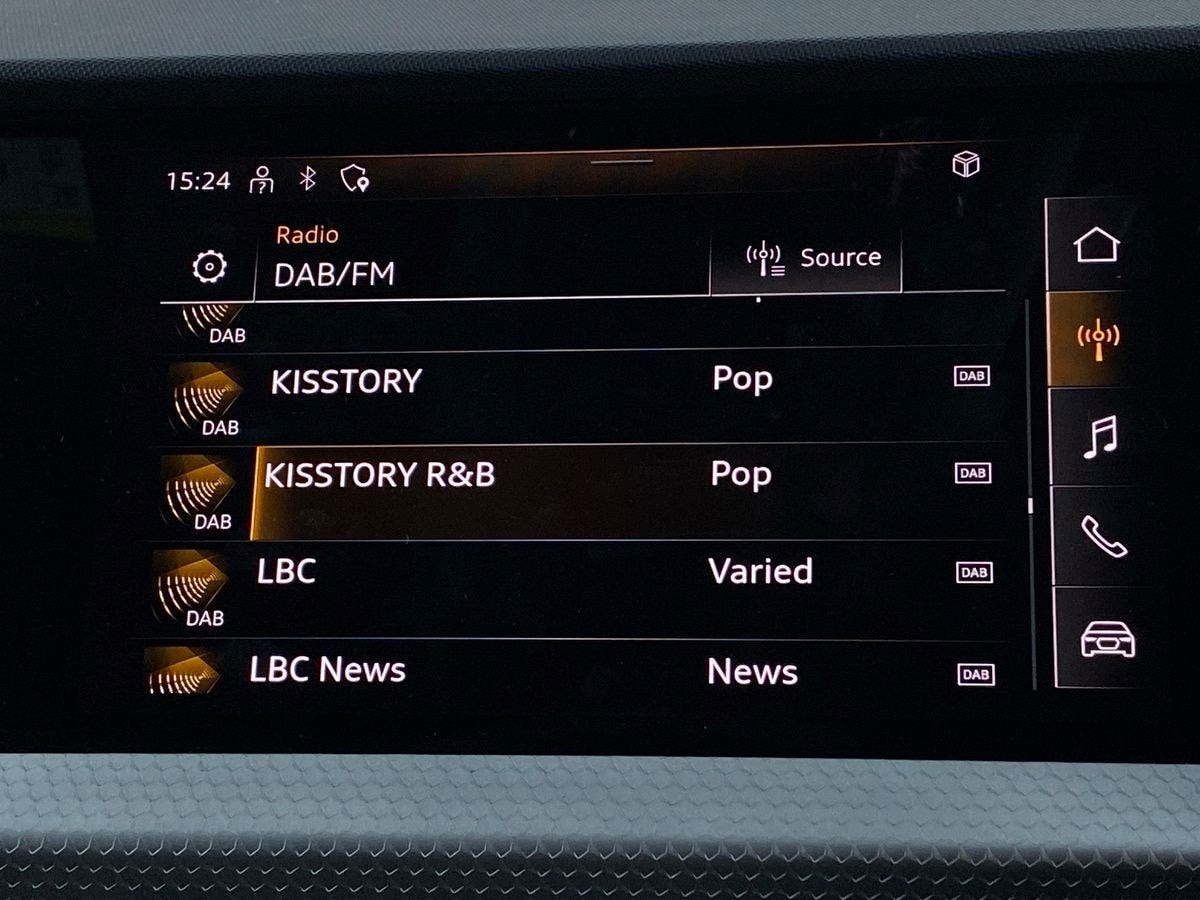 15:24
Radio
DAB/FM
Source
DAB
KISSTORY Pop DAB
DAB
KISSTORY R&B Pop DAB
DAB
LBC Varied DAB
DAB
LBC News News DAB